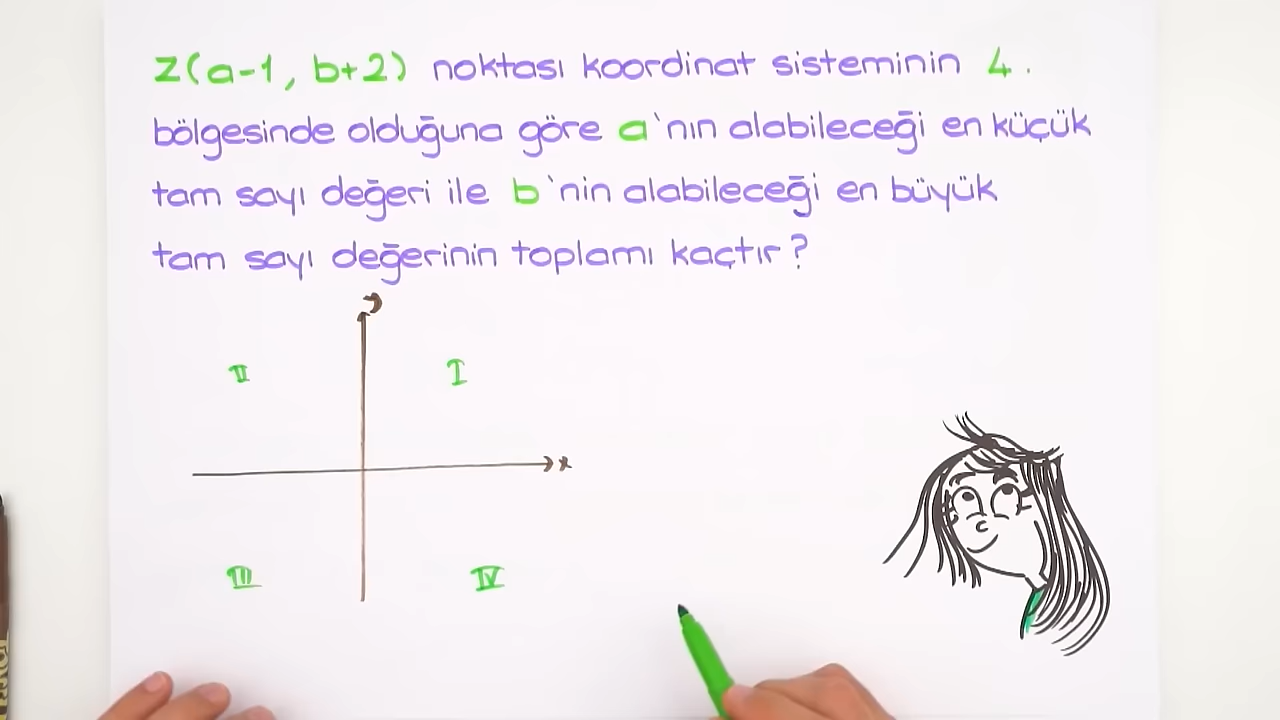 Z(a-1, b+2) noktası koordinat sisteminin 4.
bölgesinde olduğuna göre a'nın alabileceği en küçük
tam sayı değeri ile b'nin alabileceği en büyük
tam sayı değerinin toplamı kaçtır?
y
II
I
x
III
IV